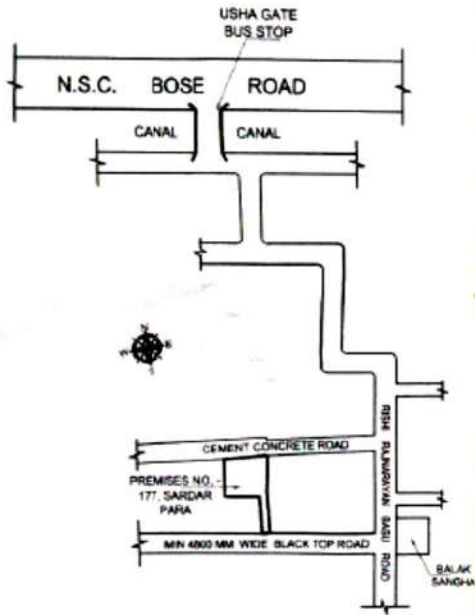 USHA GATE
BUS STOP
N.S.C. BOSE ROAD
CANAL
CANAL
N
W
E
CEMENT CONCRETE ROAD
RISHI RAJNARAYAN BASU ROAD
PREMISES NO. -
177, SARDAR
PARA
MIN 4800 MM WIDE BLACK TOP ROAD
BALAK
SANGHA